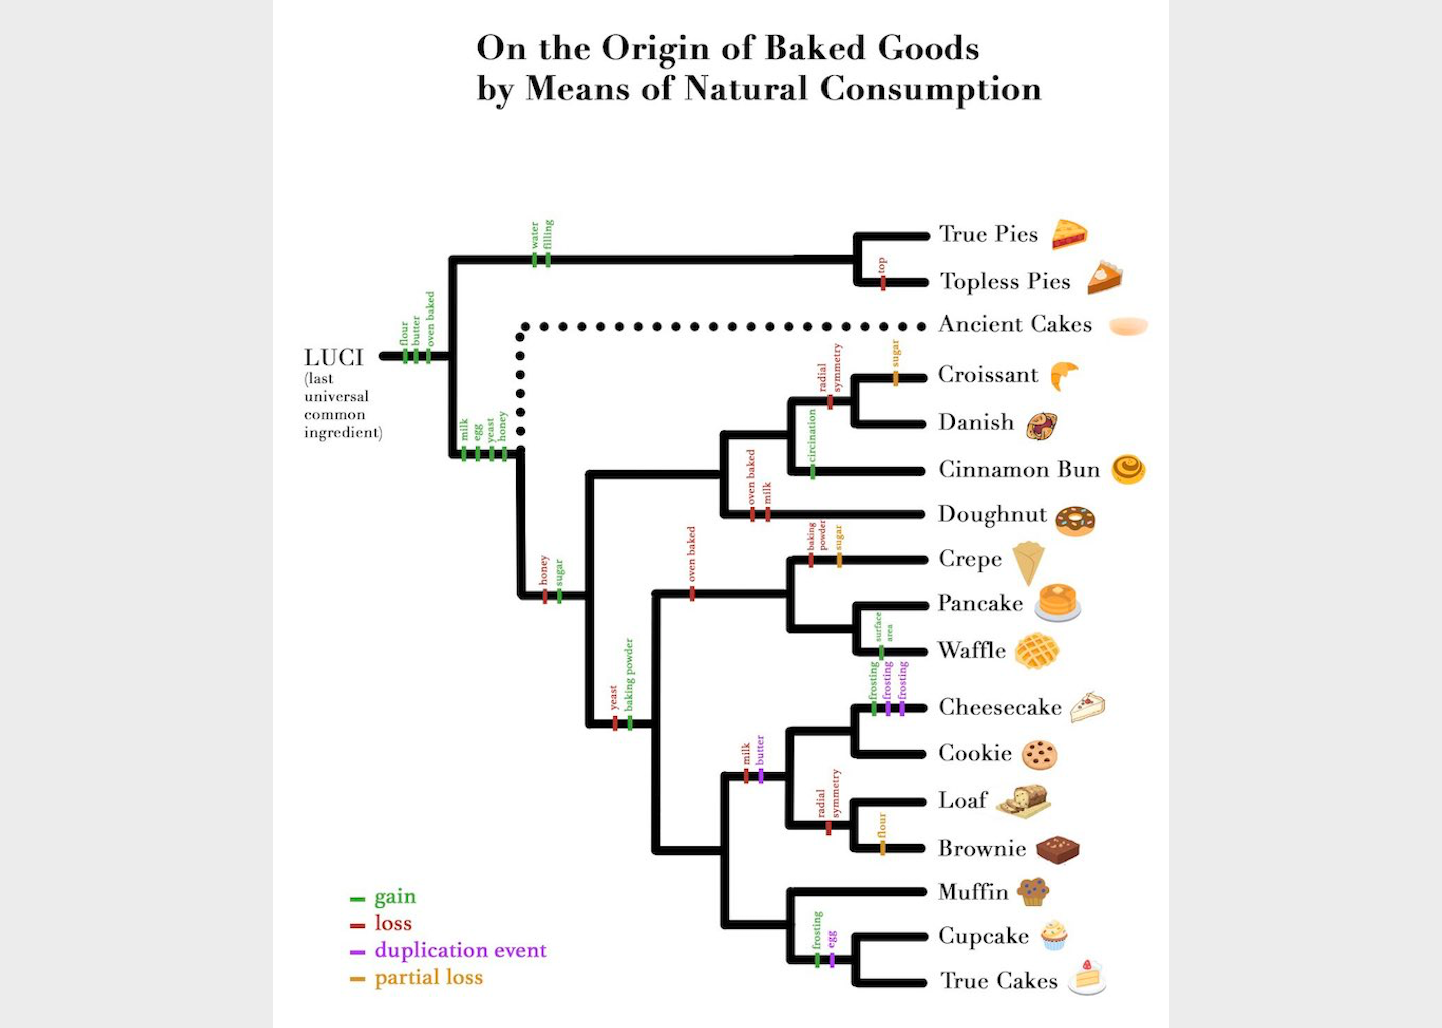 On the Origin of Baked Goods
by Means of Natural Consumption
water
filling
True Pies
top
Topless Pies
flour
butter
oven baked
Ancient Cakes
LUCI
(last
universal
common
ingredient)
radial
symmetry
sugar
Croissant
milk
egg
yeast
honey
circination
Danish
Cinnamon Bun
oven baked
milk
Doughnut
honey
sugar
oven baked
baking
powder
sugar
Crepe
Pancake
surface
area
Waffle
yeast
baking powder
frosting
frosting
frosting
Cheesecake
milk
butter
Cookie
radial
symmetry
Loaf
flour
Brownie
Muffin
frosting
egg
Cupcake
True Cakes
gain
loss
duplication event
partial loss